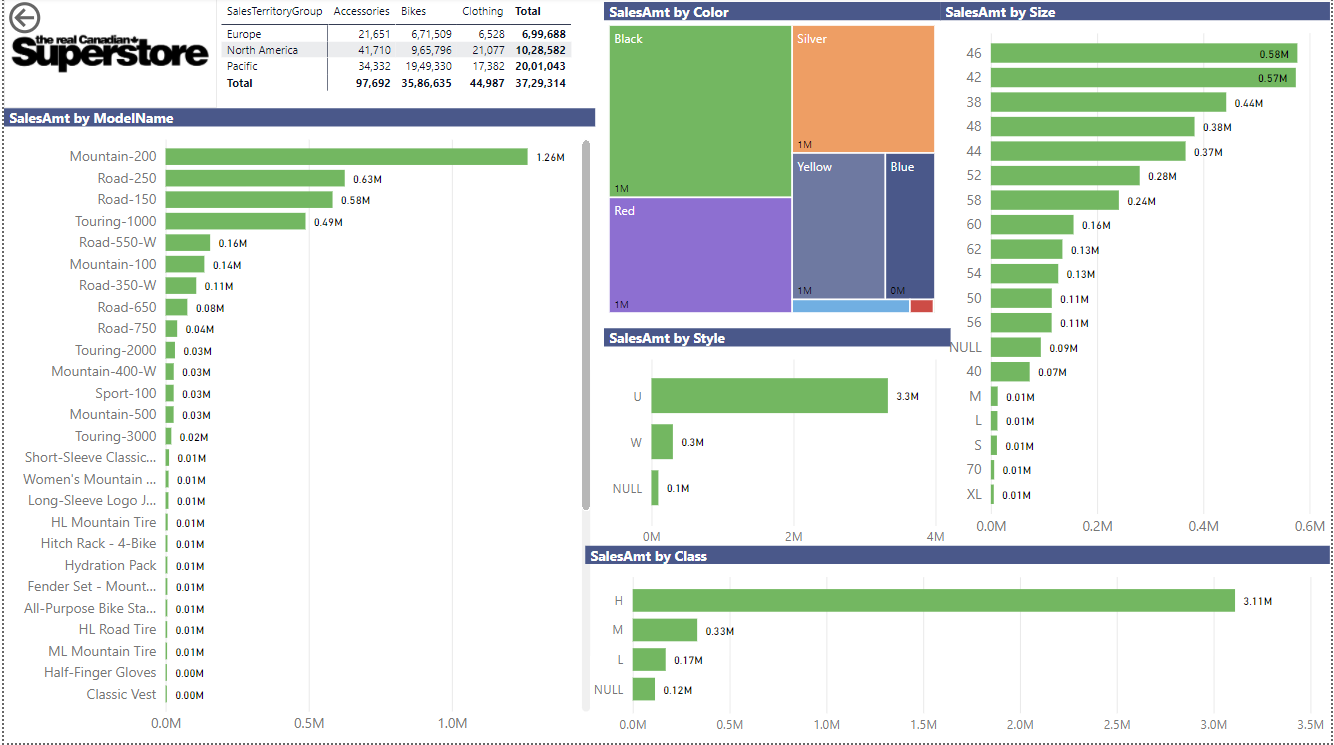 the real Canadian
Superstore
SalesTerritoryGroup Accessories Bikes Clothing Total
Europe 21,651 6,71,509 6,528 6,99,688
North America 41,710 9,65,796 21,077 10,28,582
Pacific 34,332 19,49,330 17,382 20,01,043
Total 97,692 35,86,635 44,987 37,29,314
SalesAmt by ModelName
Mountain-200 1.26M
Road-250 0.63M
Road-150 0.58M
Touring-1000 0.49M
Road-550-W 0.16M
Mountain-100 0.14M
Road-350-W 0.11M
Road-650 0.08M
Road-750 0.04M
Touring-2000 0.03M
Mountain-400-W 0.03M
Sport-100 0.03M
Mountain-500 0.03M
Touring-3000 0.02M
Short-Sleeve Classic... 0.01M
Women's Mountain ... 0.01M
Long-Sleeve Logo J... 0.01M
HL Mountain Tire 0.01M
Hitch Rack - 4-Bike 0.01M
Hydration Pack 0.01M
Fender Set - Mount... 0.01M
All-Purpose Bike Sta... 0.01M
HL Road Tire 0.01M
ML Mountain Tire 0.01M
Half-Finger Gloves 0.00M
Classic Vest 0.00M
0.0M 0.5M 1.0M
SalesAmt by Color
Black
1M
Silver
1M
Red
1M
Yellow
1M
Blue
0M
SalesAmt by Style
U 3.3M
W 0.3M
NULL 0.1M
0M 2M 4M
SalesAmt by Size
46 0.58M
42 0.57M
38 0.44M
48 0.38M
44 0.37M
52 0.28M
58 0.24M
60 0.16M
62 0.13M
54 0.13M
50 0.11M
56 0.11M
NULL 0.09M
40 0.07M
M 0.01M
L 0.01M
S 0.01M
70 0.01M
XL 0.01M
0.0M 0.2M 0.4M 0.6M
SalesAmt by Class
H 3.11M
M 0.33M
L 0.17M
NULL 0.12M
0.0M 0.5M 1.0M 1.5M 2.0M 2.5M 3.0M 3.5M